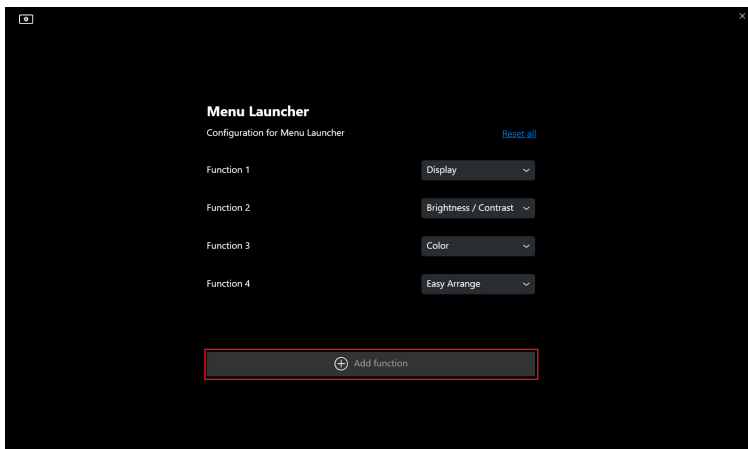 Menu Launcher
Configuration for Menu Launcher Reset all
Function 1 Display
Function 2 Brightness / Contrast
Function 3 Color
Function 4 Easy Arrange
Add function